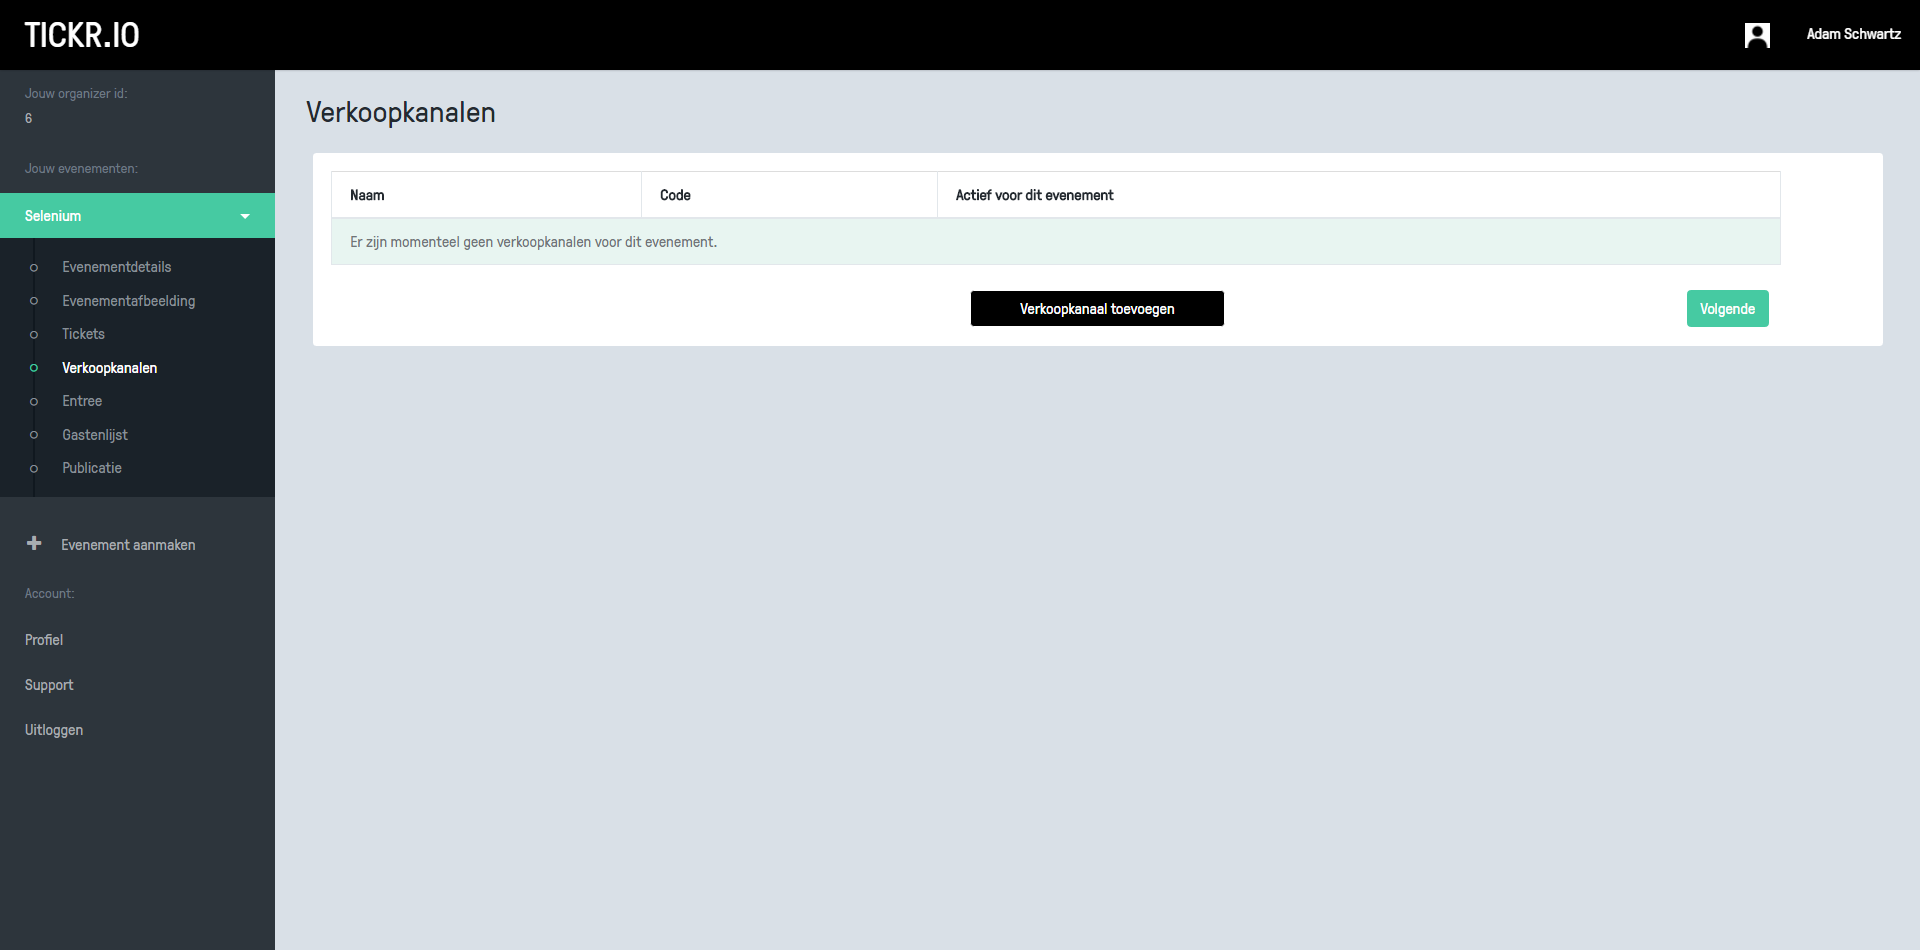 TICKR.IO
Adam Schwartz
Jouw organizer id:
6
Jouw evenementen:
Selenium
Evenementdetails
Evenementafbeelding
Tickets
Verkoopkanalen
Entree
Gastenlijst
Publicatie
Evenement aanmaken
Account:
Profiel
Support
Uitloggen
Verkoopkanalen
Naam Code Actief voor dit evenement
Er zijn momenteel geen verkoopkanalen voor dit evenement.
Verkoopkanaal toevoegen Volgende